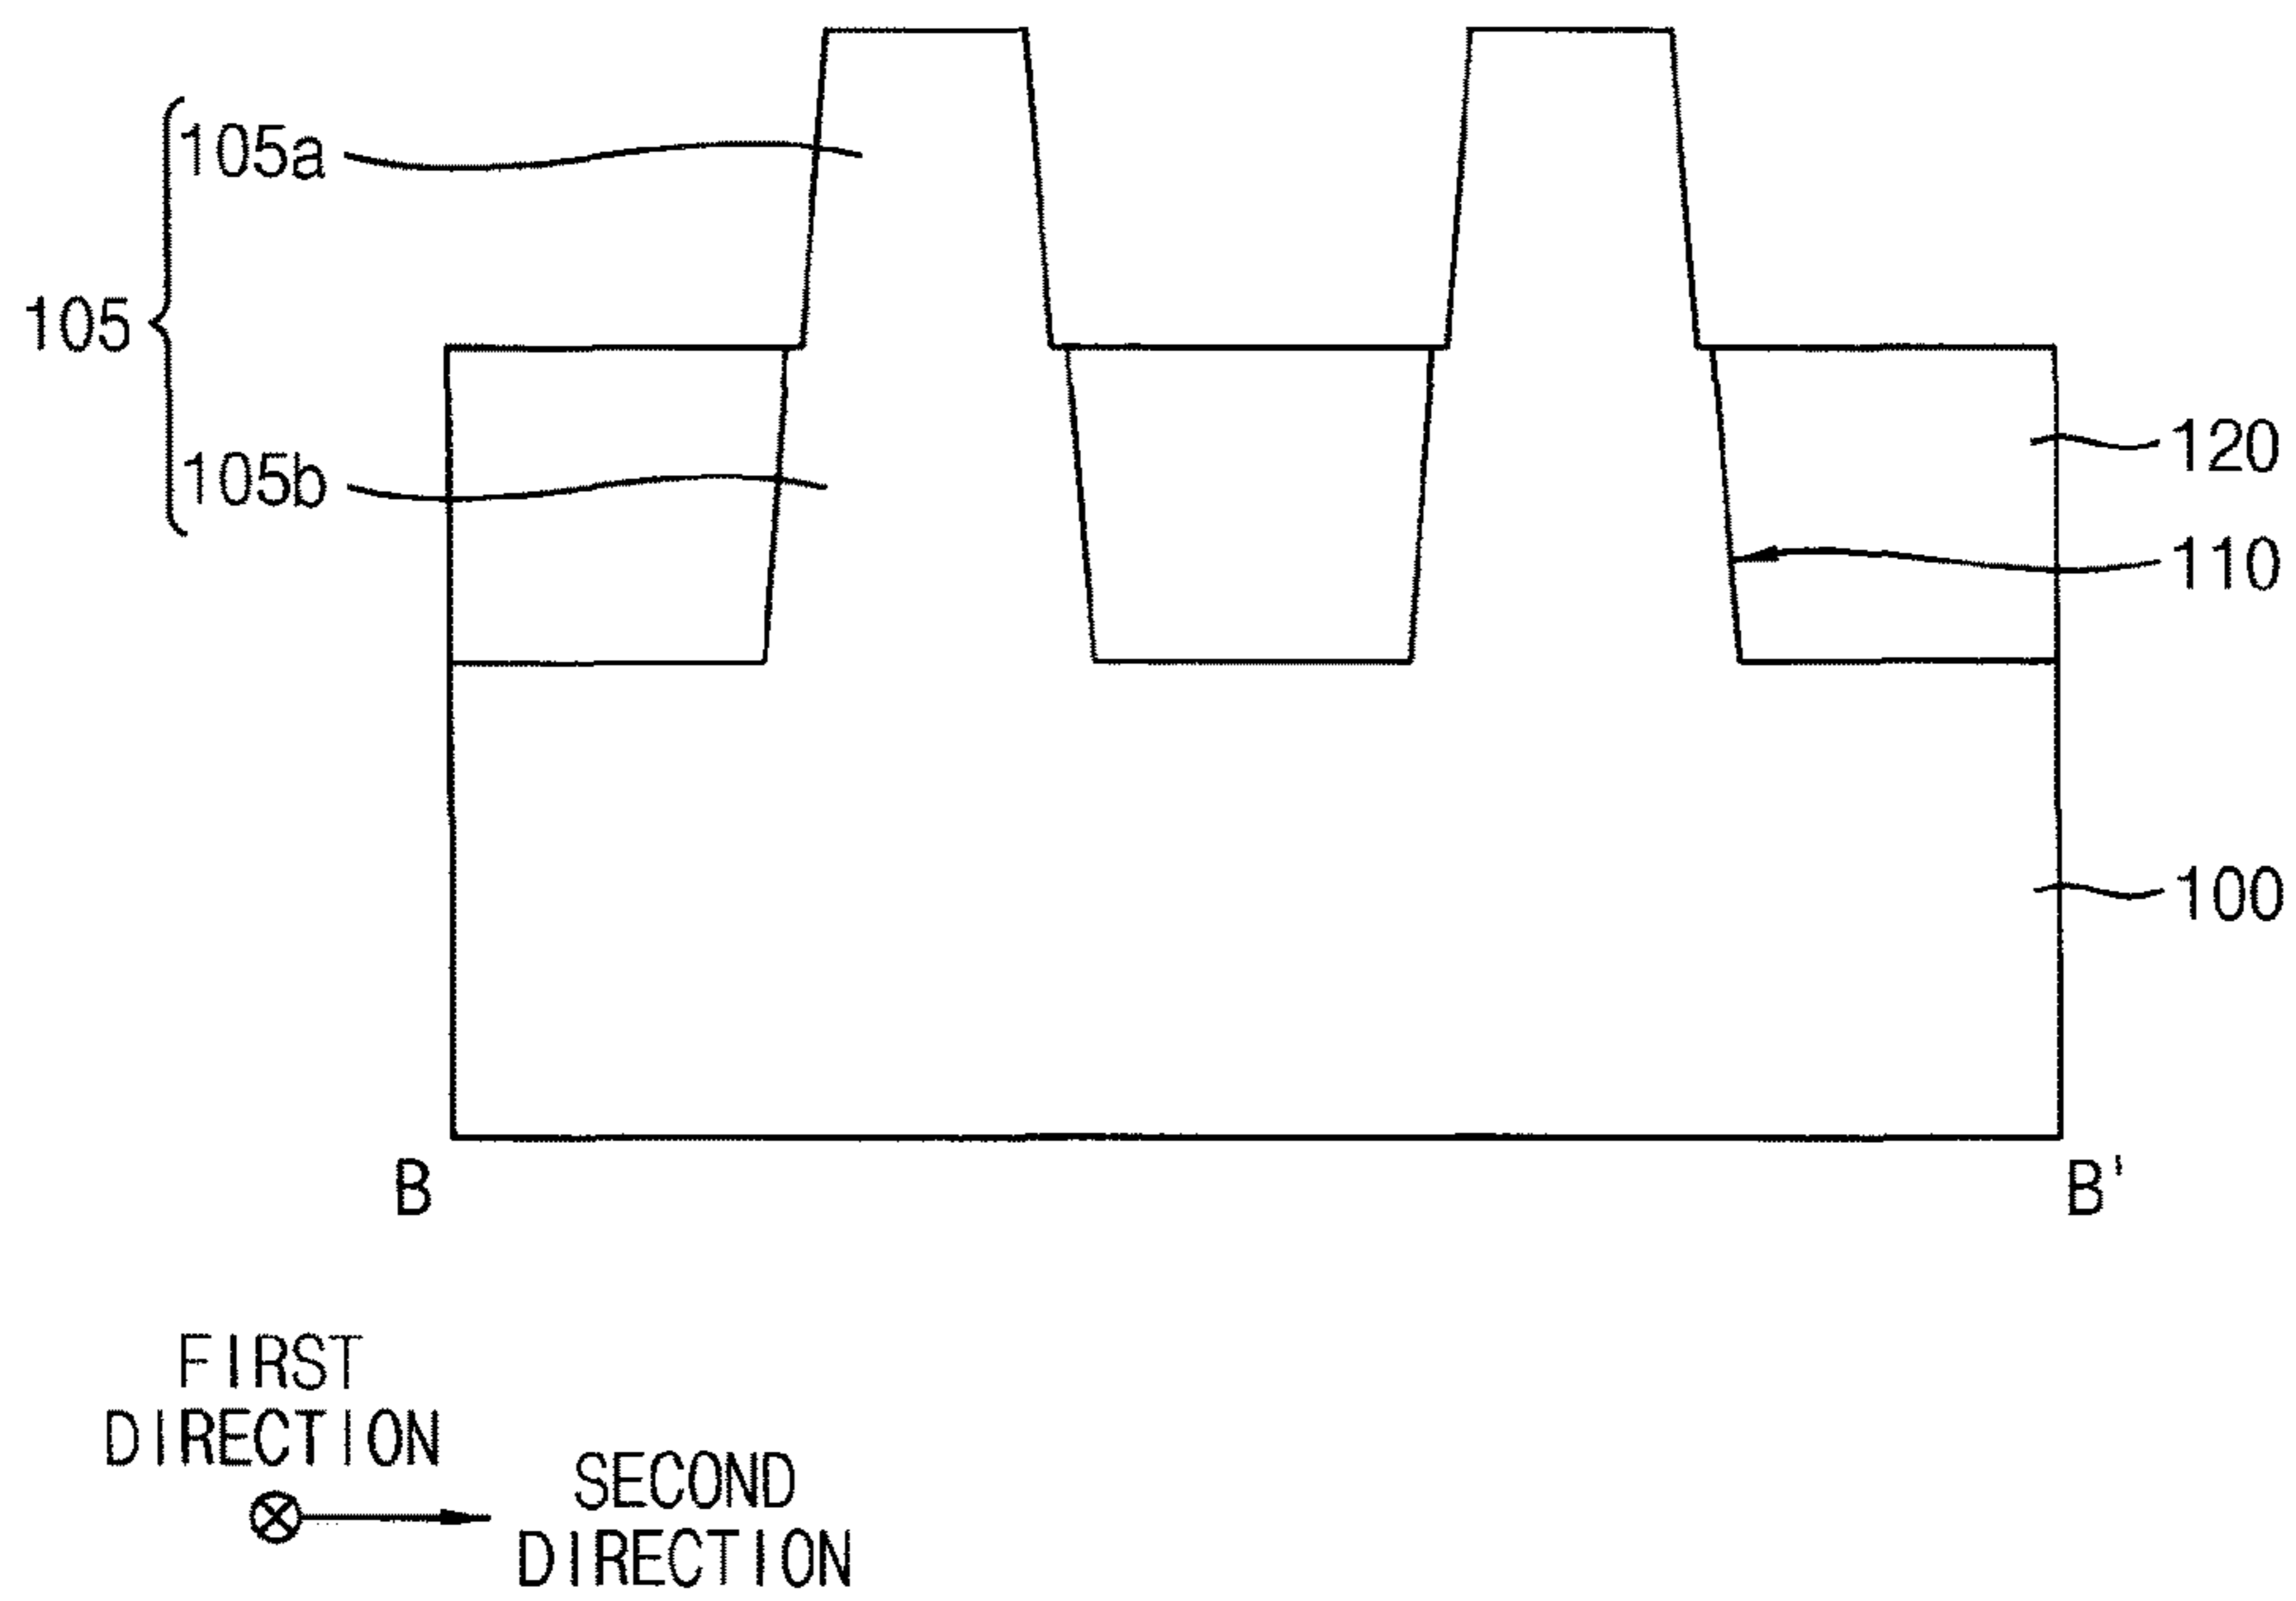 105a
105
105b
120
110
100
B
B'
FIRST
DIRECTION
SECOND
DIRECTION